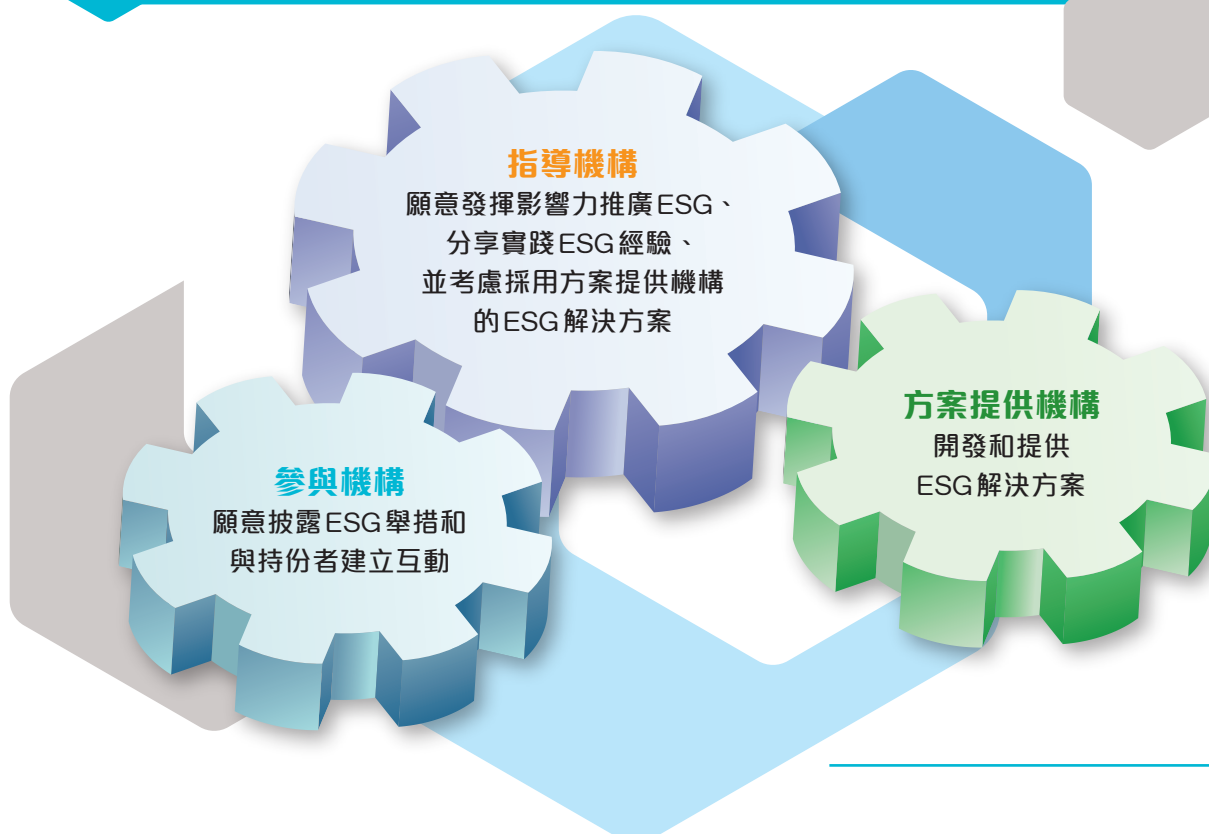 指導機構
願意發揮影響力推廣ESG、
分享實踐ESG經驗、
並考慮採用方案提供機構
的ESG解決方案
方案提供機構
開發和提供
ESG解決方案
參與機構
願意披露ESG舉措和
與持份者建立互動